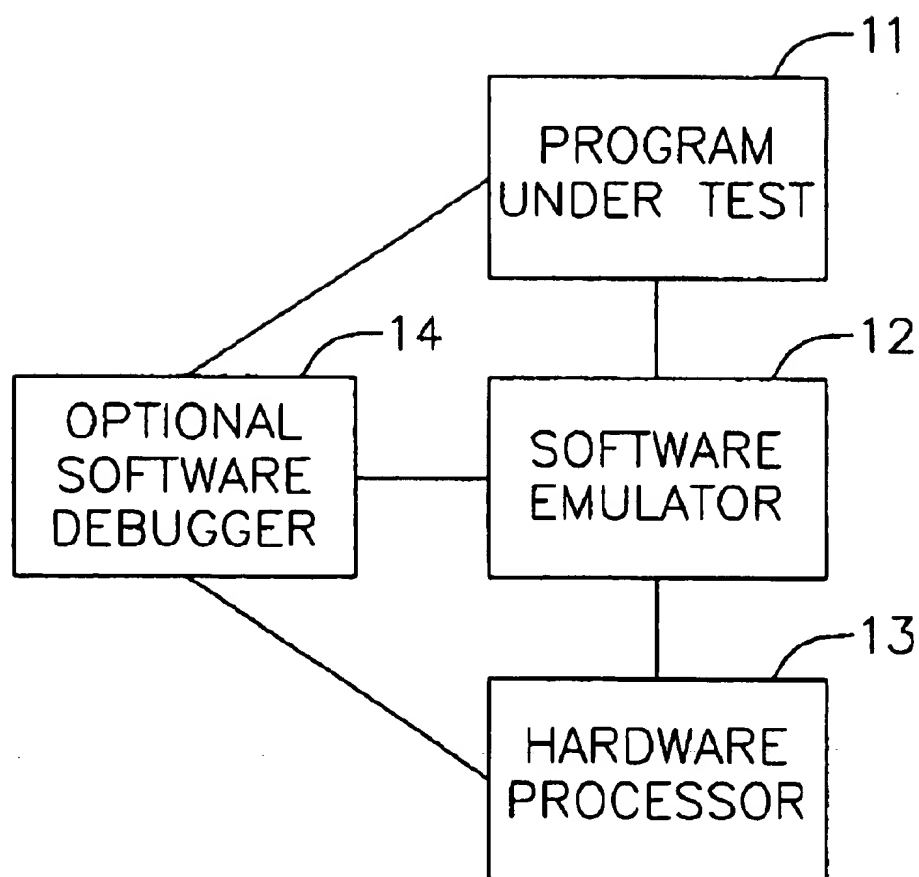 11
PROGRAM
UNDER TEST
14
12
OPTIONAL
SOFTWARE
DEBUGGER
SOFTWARE
EMULATOR
13
HARDWARE
PROCESSOR